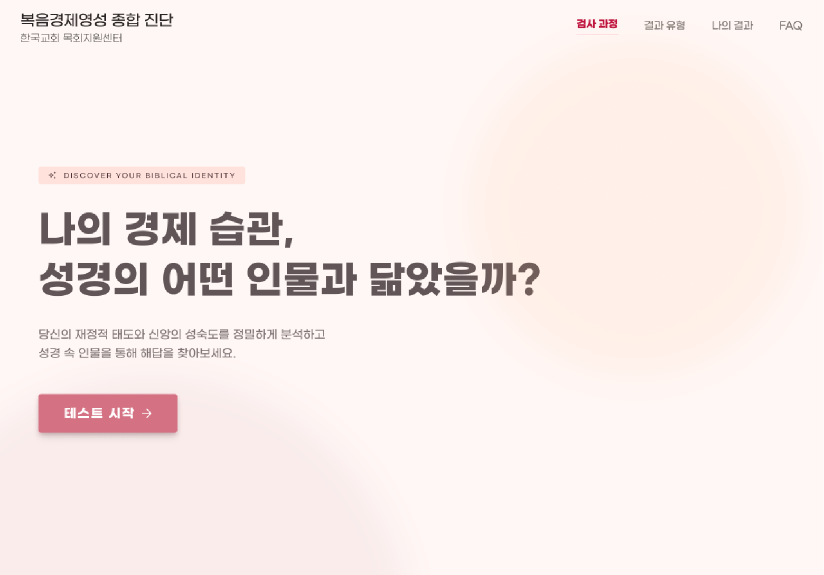 복음경제영성 종합 진단
한국교회 목회지원센터
검사 과정
결과 유형
나의 결과
FAQ
DISCOVER YOUR BIBLICAL IDENTITY
나의 경제 습관,
성경의 어떤 인물과 닮았을까?
당신의 재정적 태도와 신앙의 성숙도를 정밀하게 분석하고
성경 속 인물을 통해 해답을 찾아보세요.
테스트 시작 →